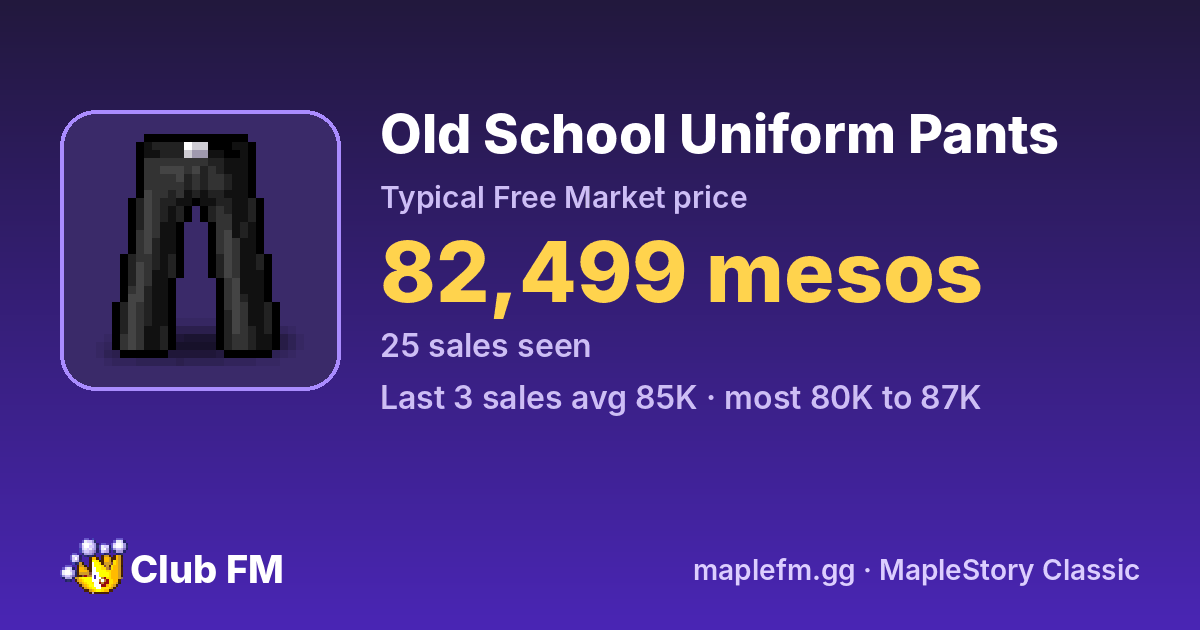 Old School Uniform Pants
Typical Free Market price
82,499 mesos
25 sales seen
Last 3 sales avg 85K · most 80K to 87K
Club FM
maplefm.gg · MapleStory Classic